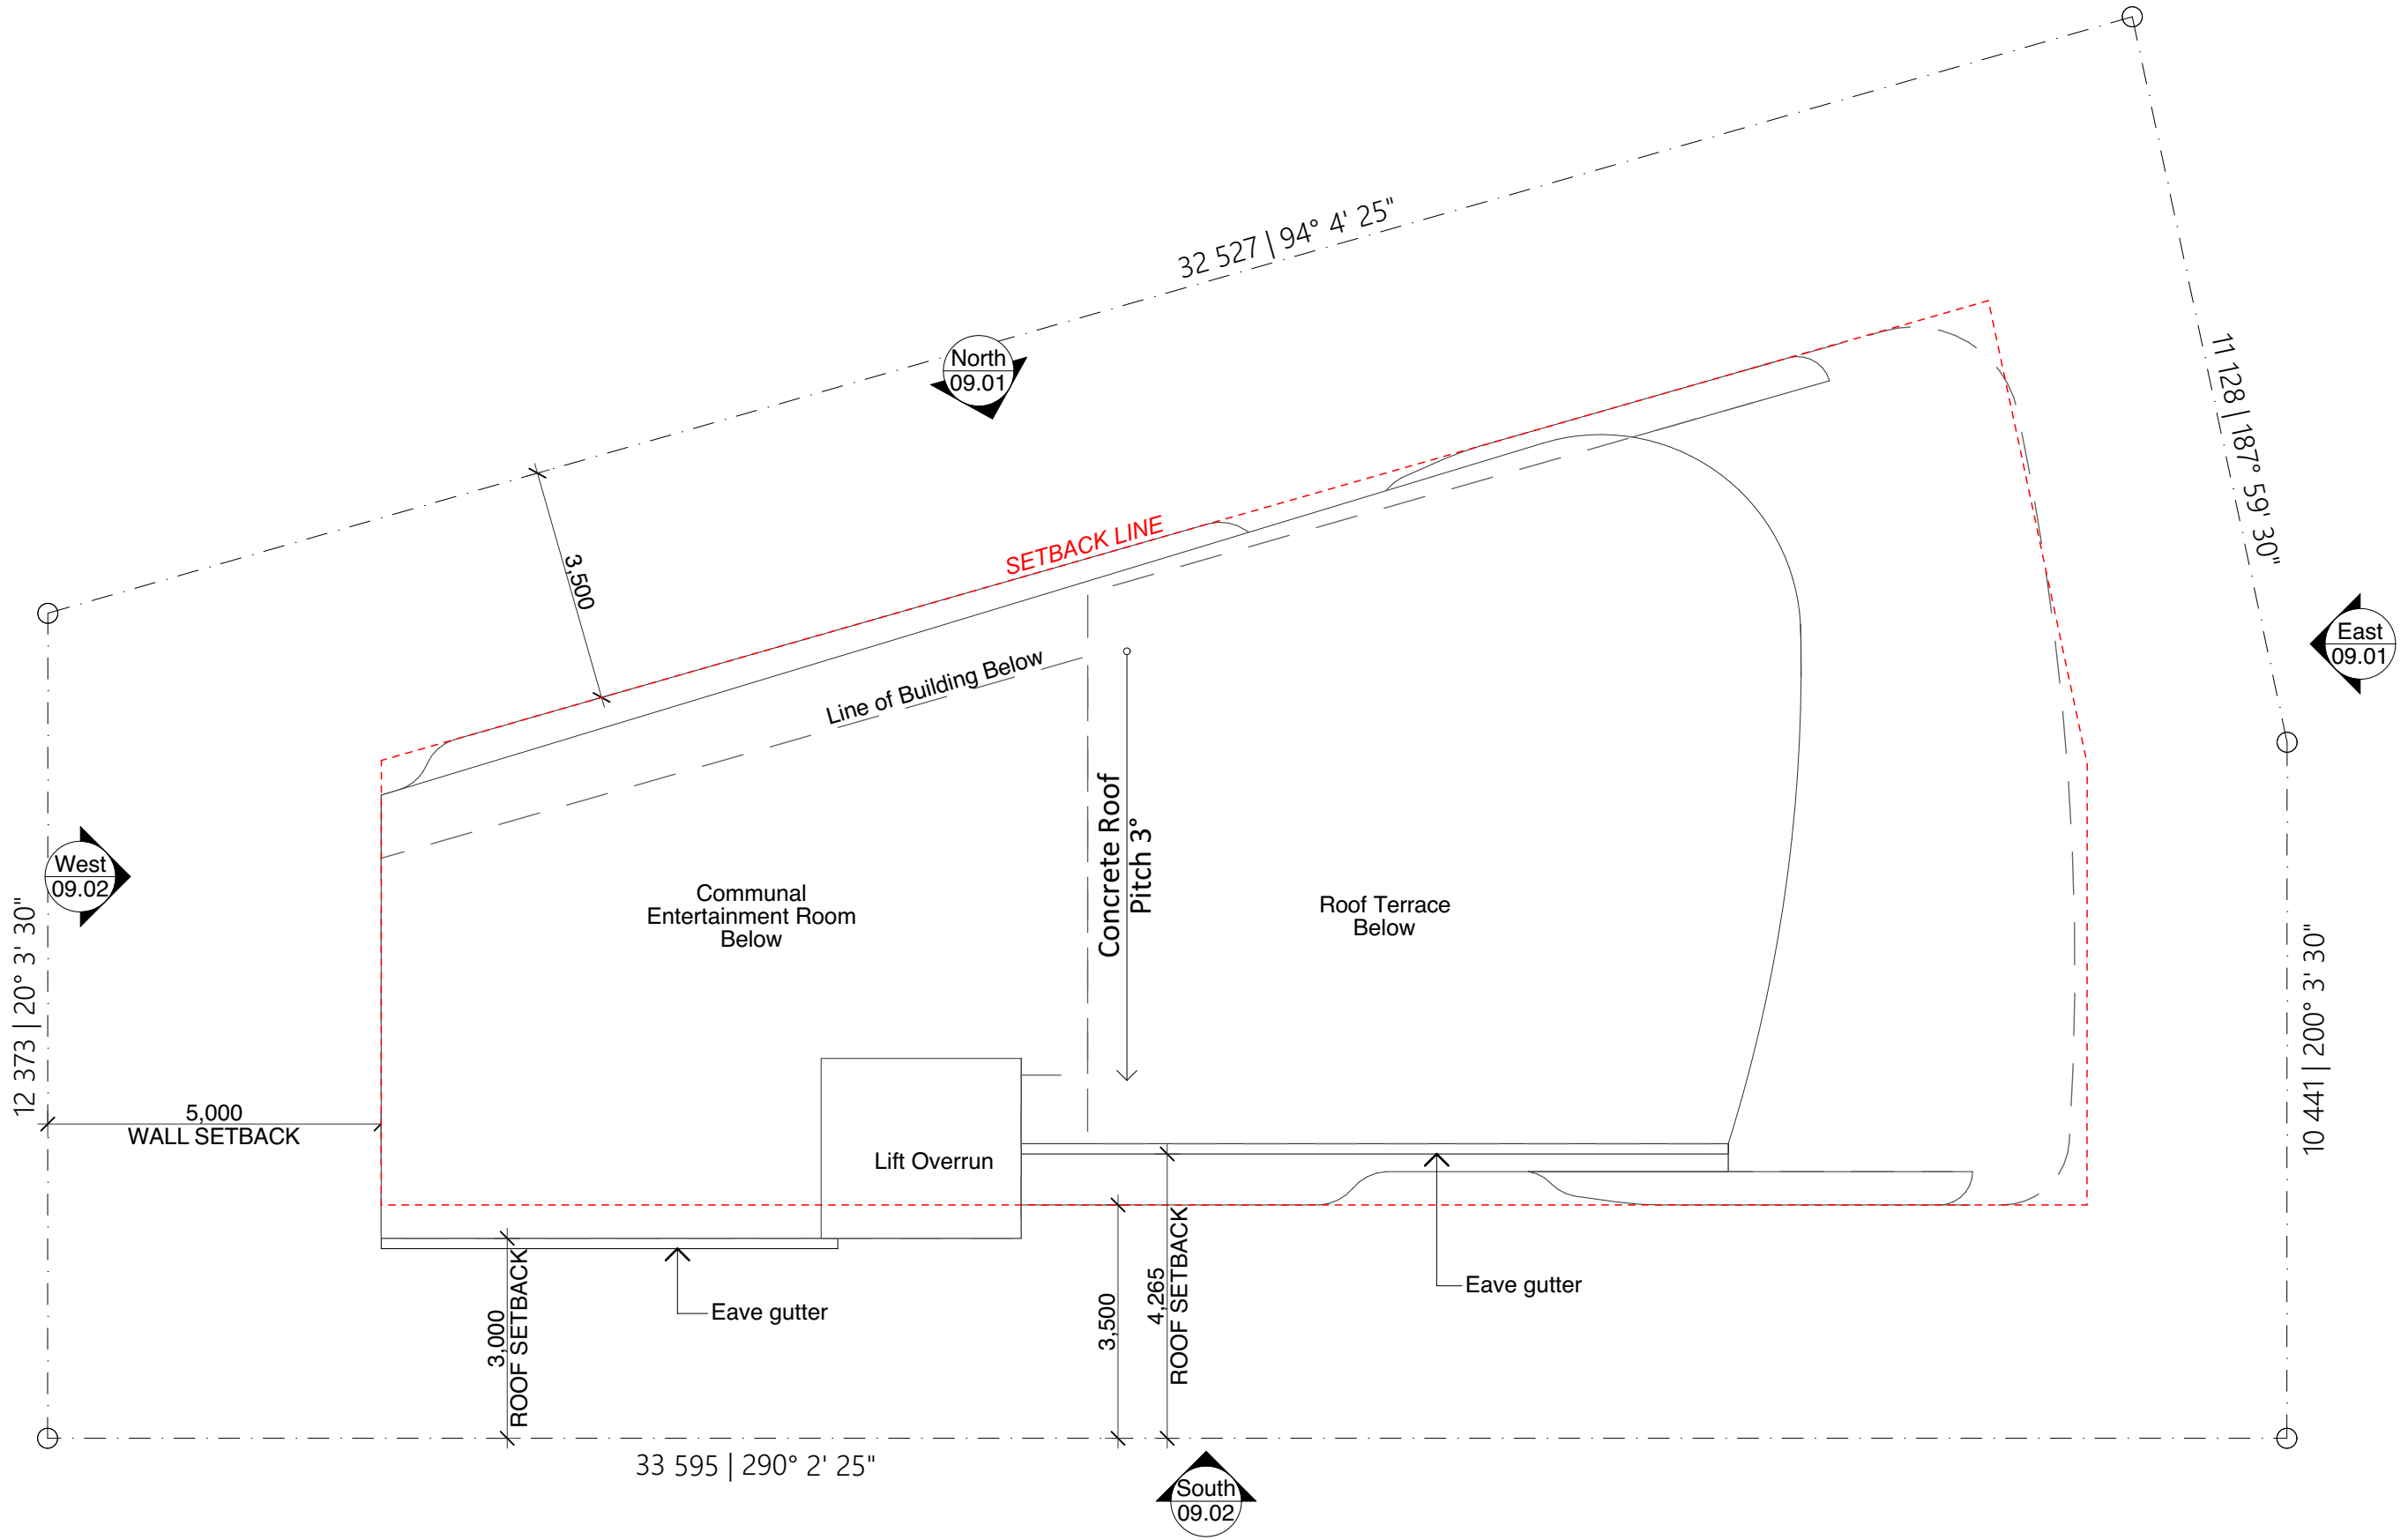 32 527 | 94° 4' 25"
North
09.01
11 128 | 187° 59' 30"
SETBACK LINE
3,500
East
09.01
Line of Building Below
Concrete Roof
Pitch 3°
West
09.02
Communal
Entertainment Room
Below
Roof Terrace
Below
12 373 | 20° 3' 30"
10 441 | 200° 3' 30"
5,000
WALL SETBACK
Lift Overrun
3,000
ROOF SETBACK
Eave gutter
3,500
4,265
ROOF SETBACK
Eave gutter
33 595 | 290° 2' 25"
South
09.02